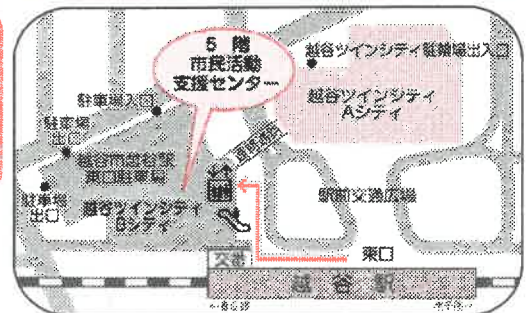 5 階
市民活動
支援センター
越谷ツインシティ駐輪場出入口
越谷ツインシティ
Aシティ
駐車場入口
駐車場
出口
越谷市越谷駅
東口駐車場
駐車場
出口
越谷ツインシティ
Bシティ
駅前交通広場
東口
交番
越 谷 駅